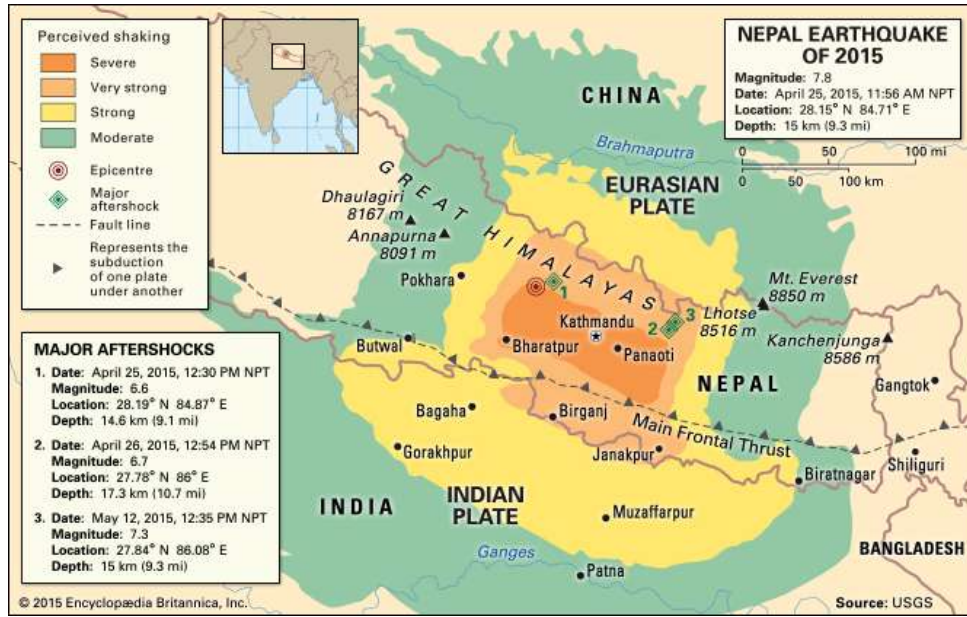 Perceived shaking
Severe
Very strong
Strong
Moderate
Epicentre
Major
aftershock
Fault line
Represents the
subduction
of one plate
under another
NEPAL EARTHQUAKE
OF 2015
Magnitude: 7.8
Date: April 25, 2015, 11:56 AM NPT
Location: 28.15° N 84.71° E
Depth: 15 km (9.3 mi)
0 50 100 mi
0 50 100 km
CHINA
Brahmaputra
EURASIAN
PLATE
GREAT HIMALAYAS
Dhaulagiri
8167 m
Annapurna
8091 m
Pokhara
1
Mt. Everest
8850 m
Lhotse
8516 m
2 3
Kathmandu
Kanchenjunga
8586 m
Butwal
Bharatpur
Panaoti
NEPAL
Gangtok
Bagaha
Birganj
Main Frontal Thrust
Gorakhpur
Janakpur
Biratnagar
Shiliguri
INDIA
INDIAN
PLATE
Muzaffarpur
BANGLADESH
Ganges
Patna
MAJOR AFTERSHOCKS
1. Date: April 25, 2015, 12:30 PM NPT
Magnitude: 6.6
Location: 28.19° N 84.87° E
Depth: 14.6 km (9.1 mi)
2. Date: April 26, 2015, 12:54 PM NPT
Magnitude: 6.7
Location: 27.78° N 86° E
Depth: 17.3 km (10.7 mi)
3. Date: May 12, 2015, 12:35 PM NPT
Magnitude: 7.3
Location: 27.84° N 86.08° E
Depth: 15 km (9.3 mi)
© 2015 Encyclopædia Britannica, Inc.
Source: USGS